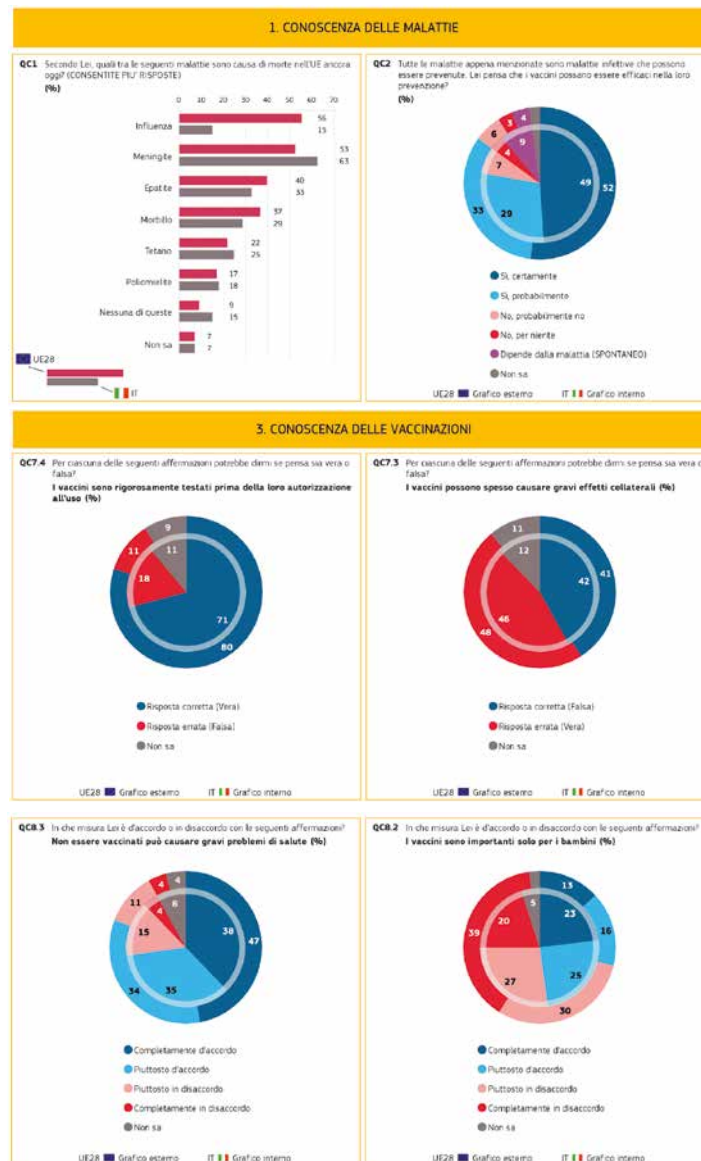 1. CONOSCENZA DELLE MALATTIE
QC1 Secondo Lei, quali tra le seguenti malattie sono causa di morte nell'UE ancora
oggi? (CONSENTITE PIU' RISPOSTE)
(%)
0 10 20 30 40 50 60 70
Influenza 56
15
Meningite 53
63
Epatite 40
33
Morbillo 37
29
Tetano 22
25
Poliomielite 17
18
Nessuna di queste 9
15
Non sa 7
7
UE28
IT
QC2 Tutte le malattie appena menzionate sono malattie infettive che possono
essere prevenute. Lei pensa che i vaccini possano essere efficaci nella loro
prevenzione?
(%)
3 4
6 9
4
7
49 52
33 29
Sì, certamente
Sì, probabilmente
No, probabilmente no
No, per niente
Dipende dalla malattia (SPONTANEO)
Non sa
UE28 Grafico esterno IT Grafico interno
3. CONOSCENZA DELLE VACCINAZIONI
QC7.4 Per ciascuna delle seguenti affermazioni potrebbe dirmi se pensa sia vera o
falsa?
I vaccini sono rigorosamente testati prima della loro autorizzazione
all'uso (%)
9
11 11
18
71
80
Risposta corretta (Vera)
Risposta errata (Falsa)
Non sa
UE28 Grafico esterno IT Grafico interno
QC7.3 Per ciascuna delle seguenti affermazioni potrebbe dirmi se pensa sia vera o
falsa?
I vaccini possono spesso causare gravi effetti collaterali (%)
11
12
42 41
46
48
Risposta corretta (Falsa)
Risposta errata (Vera)
Non sa
UE28 Grafico esterno IT Grafico interno
QC8.3 In che misura Lei è d'accordo o in disaccordo con le seguenti affermazioni?
Non essere vaccinati può causare gravi problemi di salute (%)
4 4
11 4 6
15 38 47
34 35
Completamente d'accordo
Piuttosto d'accordo
Piuttosto in disaccordo
Completamente in disaccordo
Non sa
UE28 Grafico esterno IT Grafico interno
QC8.2 In che misura Lei è d'accordo o in disaccordo con le seguenti affermazioni?
I vaccini sono importanti solo per i bambini (%)
13
5
39 20 23 16
27 25
30
Completamente d'accordo
Piuttosto d'accordo
Piuttosto in disaccordo
Completamente in disaccordo
Non sa
UE28 Grafico esterno IT Grafico interno